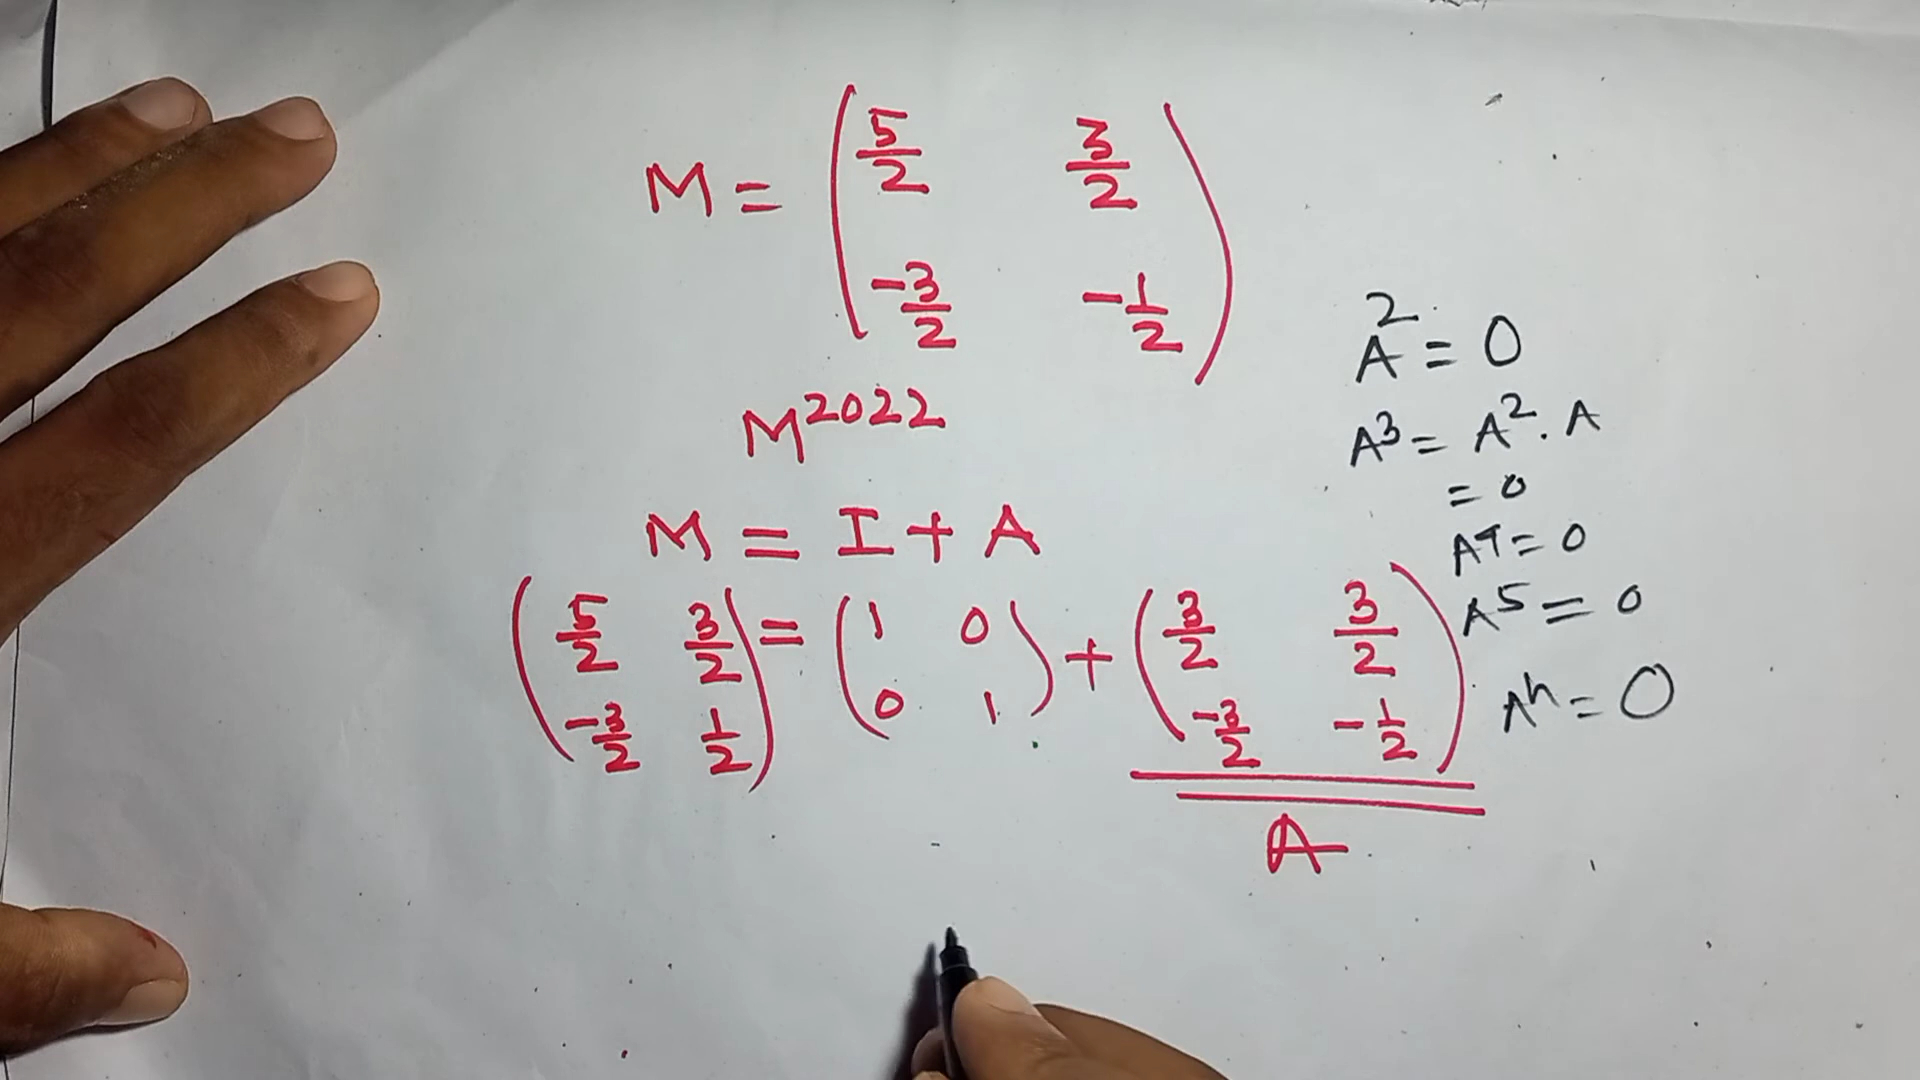 M = (5/2 3/2
-3/2 -1/2)
M^2022
M = I + A
(5/2 3/2 = (1 0) + (3/2 3/2)
(-3/2 1/2) (0 1) (-3/2 -1/2)
A
A^2 = 0
A^3 = A^2 . A
= 0
A^4 = 0
A^5 = 0
A^n = 0